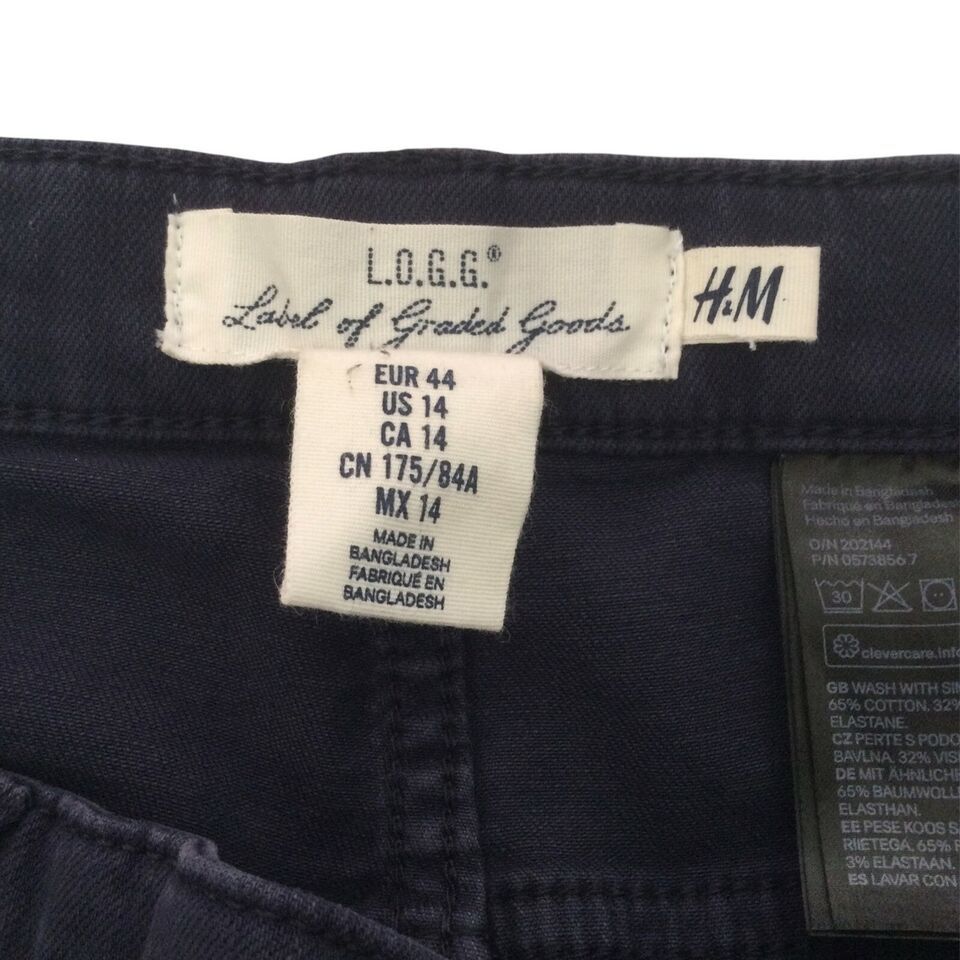 L.O.G.G.®
Label of Graded Goods
H&M
EUR 44
US 14
CA 14
CN 175/84A
MX 14
MADE IN
BANGLADESH
FABRIQUÉ EN
BANGLADESH
Made in Bangladesh
Fabriqué en Bangladesh
Hecho en Bangladesh
O/N 202144
P/N 0573856.7
30
clevercare.info
GB WASH WITH SIM
65% COTTON. 32%
ELASTANE.
CZ PERTE S PODO
BAVLNA. 32% VIS
DE MIT ÄHNLICHE
65% BAUMWOLL
ELASTHAN.
EE PESE KOOS S
RIIETEGA. 65%
3% ELASTAAN.
ES LAVAR CON